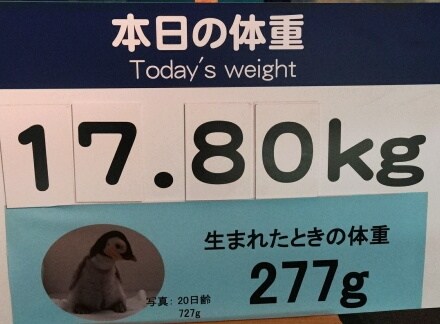 本日の体重
Today's weight
17.80kg
生まれたときの体重
277g
写真: 20日齢
727g